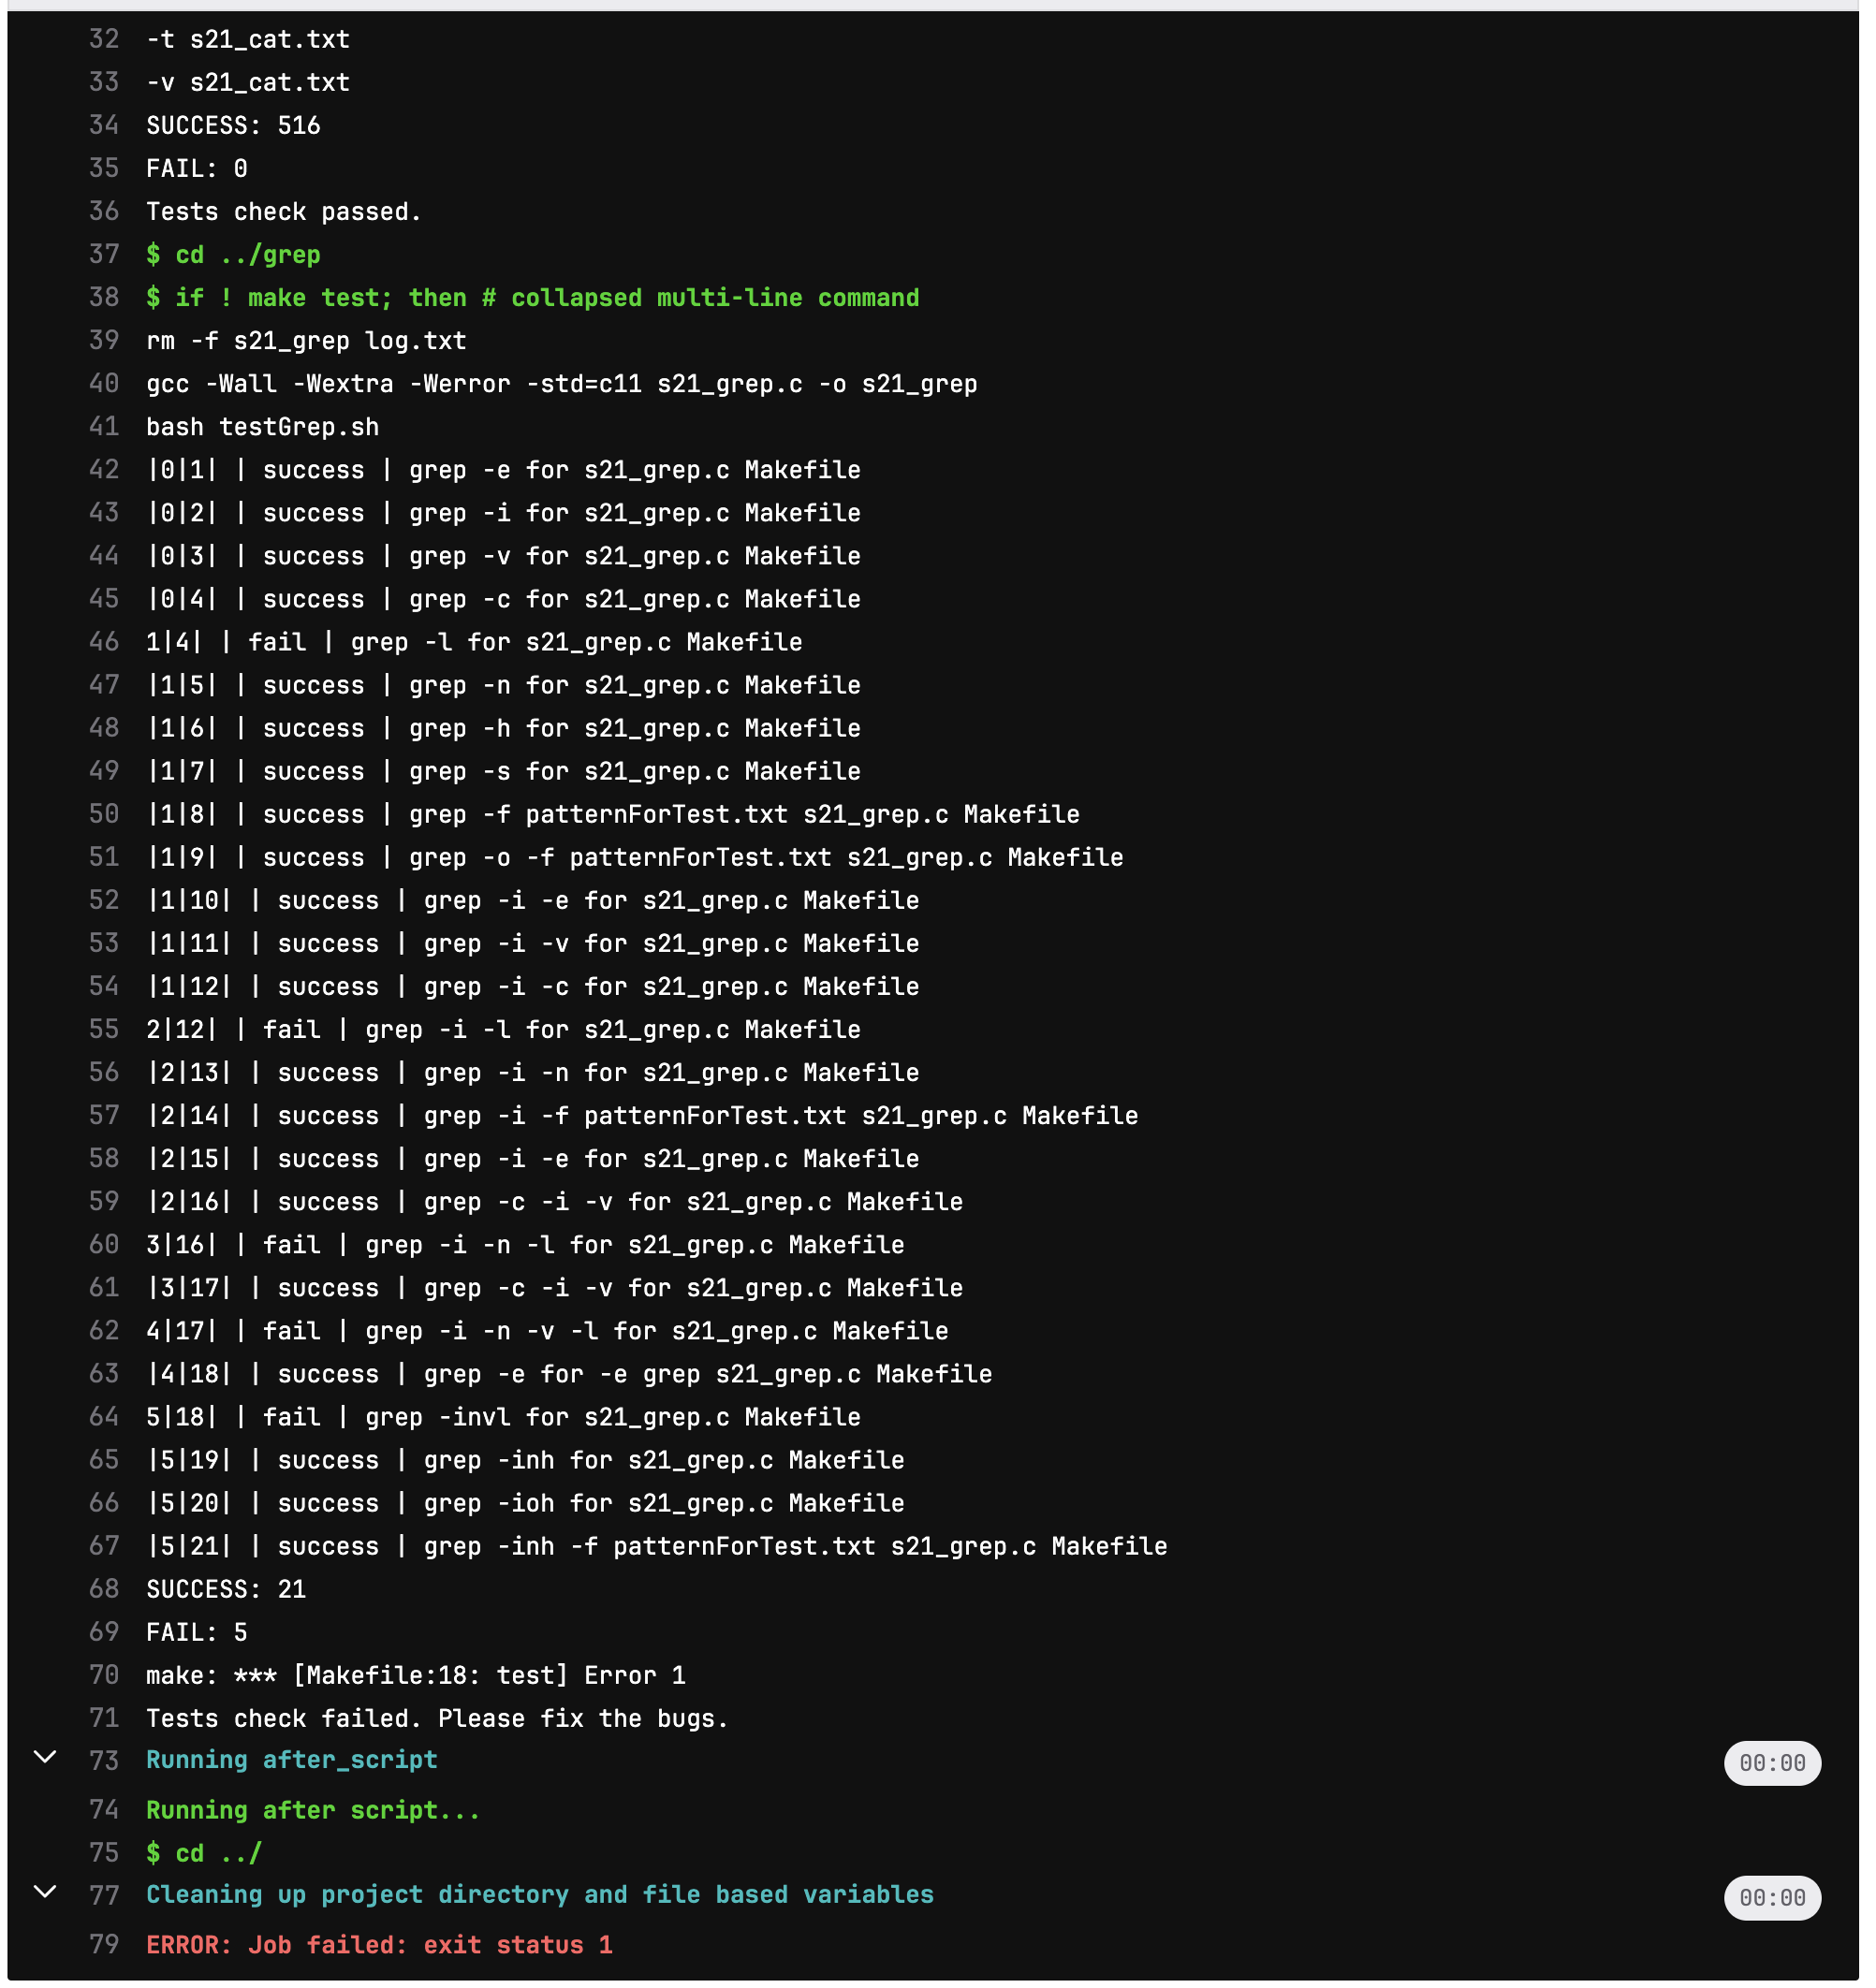 32 -t s21_cat.txt
33 -v s21_cat.txt
34 SUCCESS: 516
35 FAIL: 0
36 Tests check passed.
37 $ cd ../grep
38 $ if ! make test; then # collapsed multi-line command
39 rm -f s21_grep log.txt
40 gcc -Wall -Wextra -Werror -std=c11 s21_grep.c -o s21_grep
41 bash testGrep.sh
42 |0|1| | success | grep -e for s21_grep.c Makefile
43 |0|2| | success | grep -i for s21_grep.c Makefile
44 |0|3| | success | grep -v for s21_grep.c Makefile
45 |0|4| | success | grep -c for s21_grep.c Makefile
46 1|4| | fail | grep -l for s21_grep.c Makefile
47 |1|5| | success | grep -n for s21_grep.c Makefile
48 |1|6| | success | grep -h for s21_grep.c Makefile
49 |1|7| | success | grep -s for s21_grep.c Makefile
50 |1|8| | success | grep -f patternForTest.txt s21_grep.c Makefile
51 |1|9| | success | grep -o -f patternForTest.txt s21_grep.c Makefile
52 |1|10| | success | grep -i -e for s21_grep.c Makefile
53 |1|11| | success | grep -i -v for s21_grep.c Makefile
54 |1|12| | success | grep -i -c for s21_grep.c Makefile
55 2|12| | fail | grep -i -l for s21_grep.c Makefile
56 |2|13| | success | grep -i -n for s21_grep.c Makefile
57 |2|14| | success | grep -i -f patternForTest.txt s21_grep.c Makefile
58 |2|15| | success | grep -i -e for s21_grep.c Makefile
59 |2|16| | success | grep -c -i -v for s21_grep.c Makefile
60 3|16| | fail | grep -i -n -l for s21_grep.c Makefile
61 |3|17| | success | grep -c -i -v for s21_grep.c Makefile
62 4|17| | fail | grep -i -n -v -l for s21_grep.c Makefile
63 |4|18| | success | grep -e for -e grep s21_grep.c Makefile
64 5|18| | fail | grep -invl for s21_grep.c Makefile
65 |5|19| | success | grep -inh for s21_grep.c Makefile
66 |5|20| | success | grep -ioh for s21_grep.c Makefile
67 |5|21| | success | grep -inh -f patternForTest.txt s21_grep.c Makefile
68 SUCCESS: 21
69 FAIL: 5
70 make: *** [Makefile:18: test] Error 1
71 Tests check failed. Please fix the bugs.
73 Running after_script 00:00
74 Running after script...
75 $ cd ../
77 Cleaning up project directory and file based variables 00:00
79 ERROR: Job failed: exit status 1